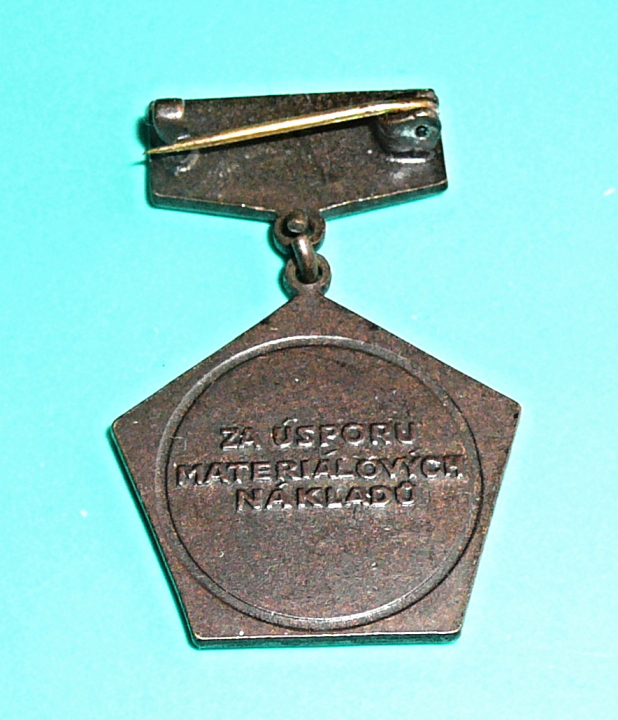 ZA ÚSPORU
MATERIÁLOVÝCH
NÁKLADŮ